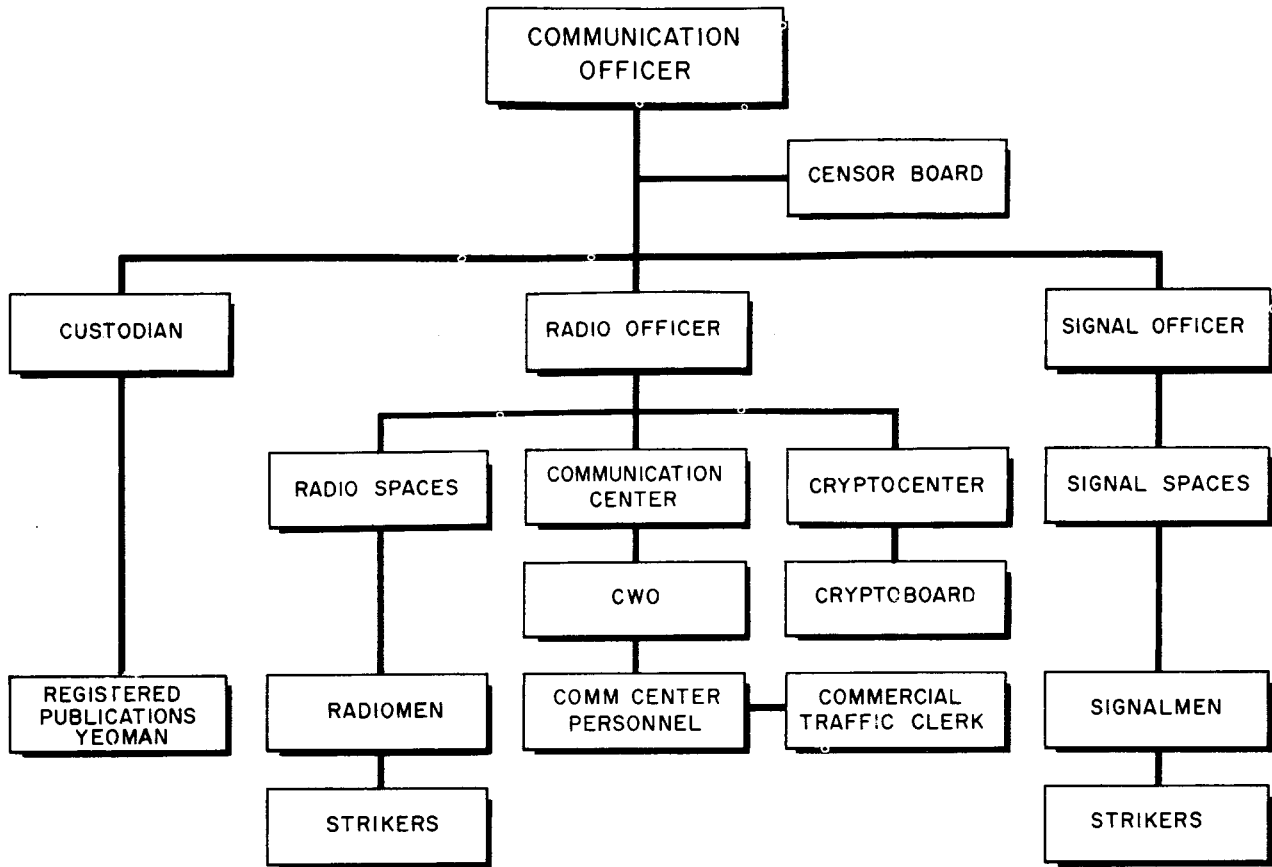 COMMUNICATION
OFFICER
CENSOR BOARD
CUSTODIAN
RADIO OFFICER
SIGNAL OFFICER
RADIO SPACES
COMMUNICATION
CENTER
CRYPTOCENTER
SIGNAL SPACES
CWO
CRYPTOBOARD
REGISTERED
PUBLICATIONS
YEOMAN
RADIOMEN
COMM CENTER
PERSONNEL
COMMERCIAL
TRAFFIC CLERK
SIGNALMEN
STRIKERS
STRIKERS